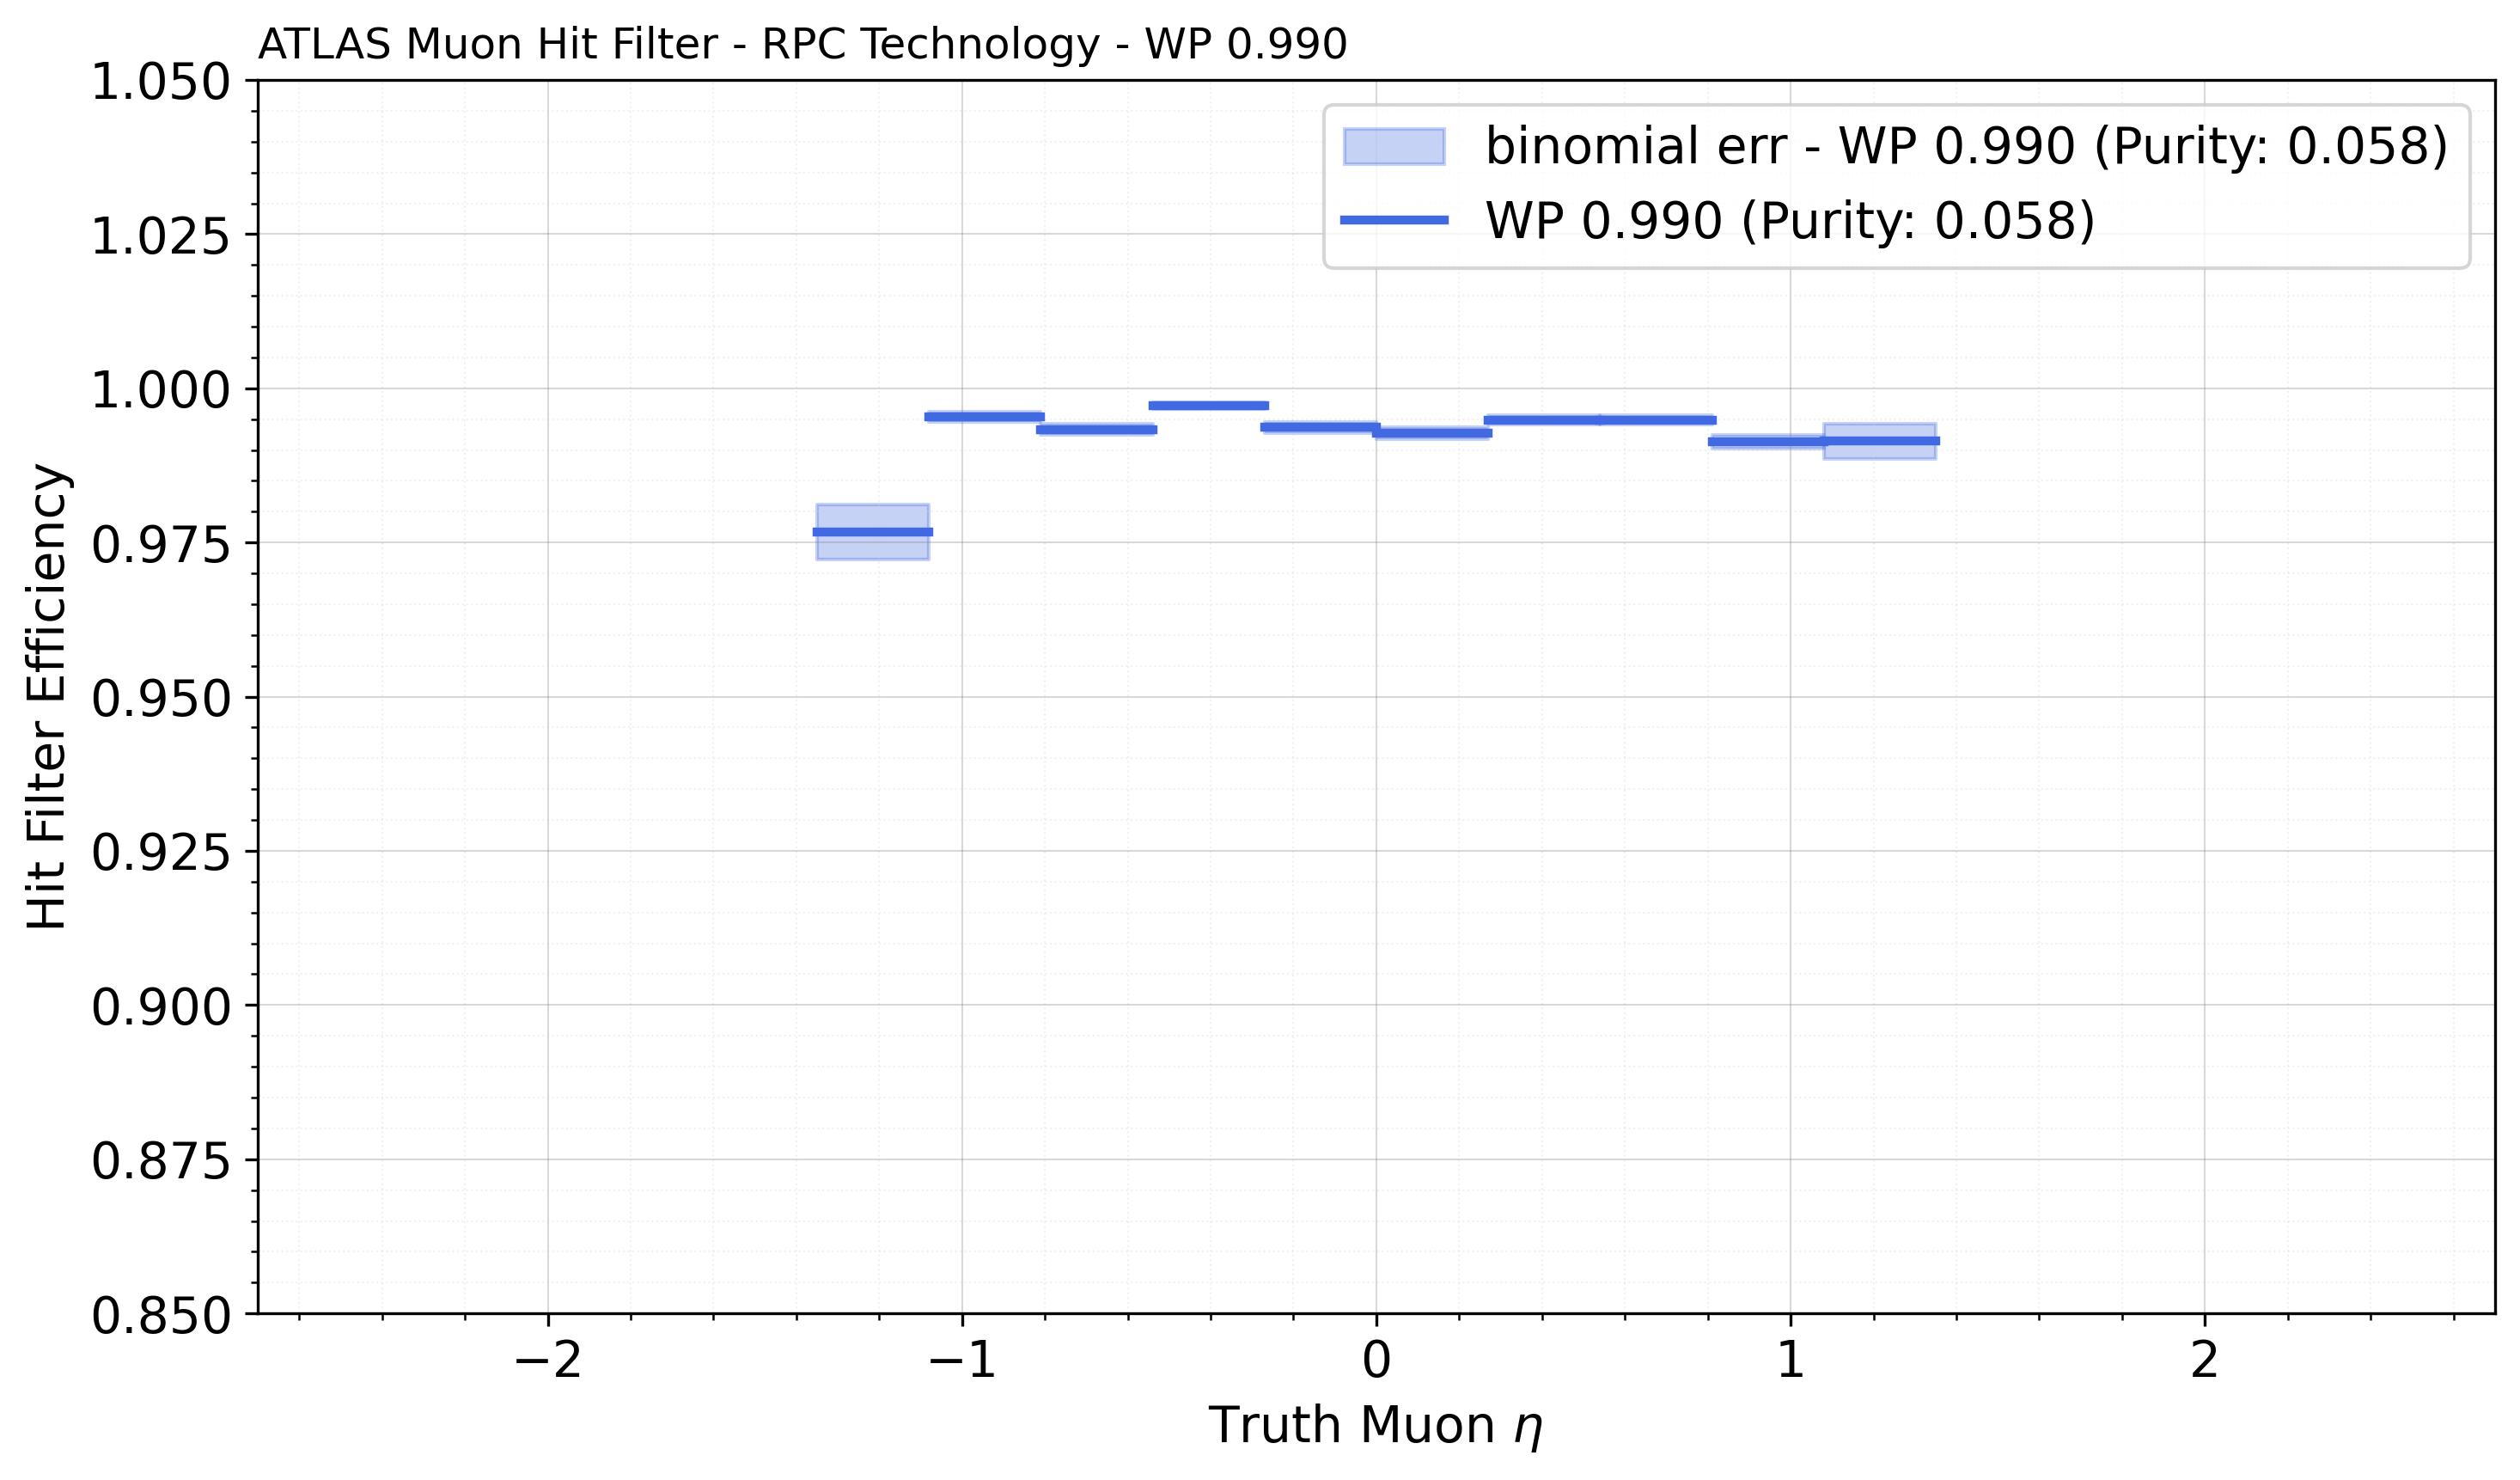 ATLAS Muon Hit Filter - RPC Technology - WP 0.990
1.050
1.025
1.000
0.975
0.950
0.925
0.900
0.875
0.850
Hit Filter Efficiency
binomial err - WP 0.990 (Purity: 0.058)
WP 0.990 (Purity: 0.058)
−2
−1
0
1
2
Truth Muon η